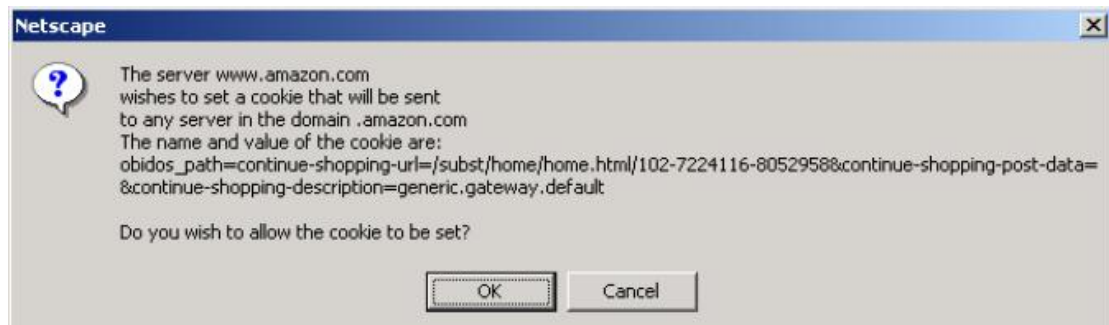 Netscape
The server www.amazon.com
wishes to set a cookie that will be sent
to any server in the domain .amazon.com
The name and value of the cookie are:
obidos_path=continue-shopping-url=/subst/home/home.html/102-7224116-8052958&continue-shopping-post-data=
&continue-shopping-description=generic.gateway.default
Do you wish to allow the cookie to be set?
OK Cancel